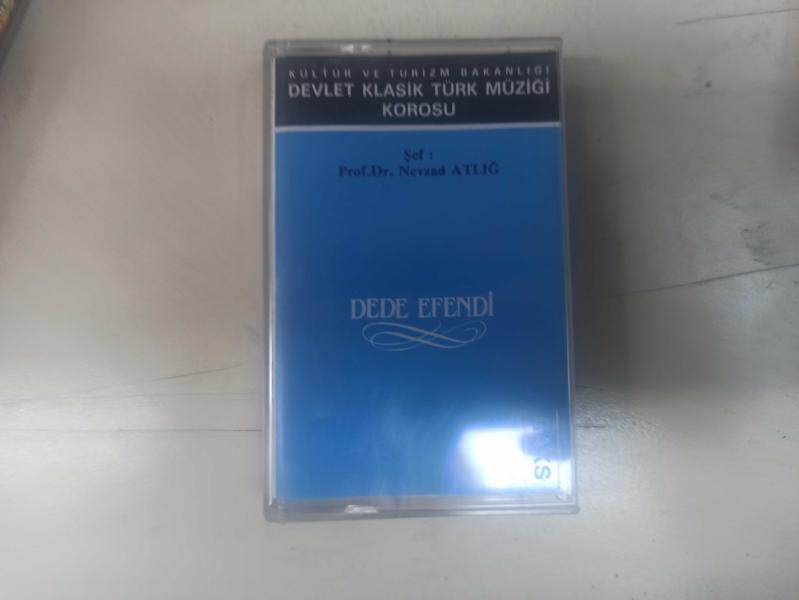 KÜLTÜR VE TURİZM BAKANLIĞI
DEVLET KLASİK TÜRK MÜZİĞİ
KOROSU
Şef :
Prof.Dr. Nevzad ATLIĞ
DEDE EFENDİ